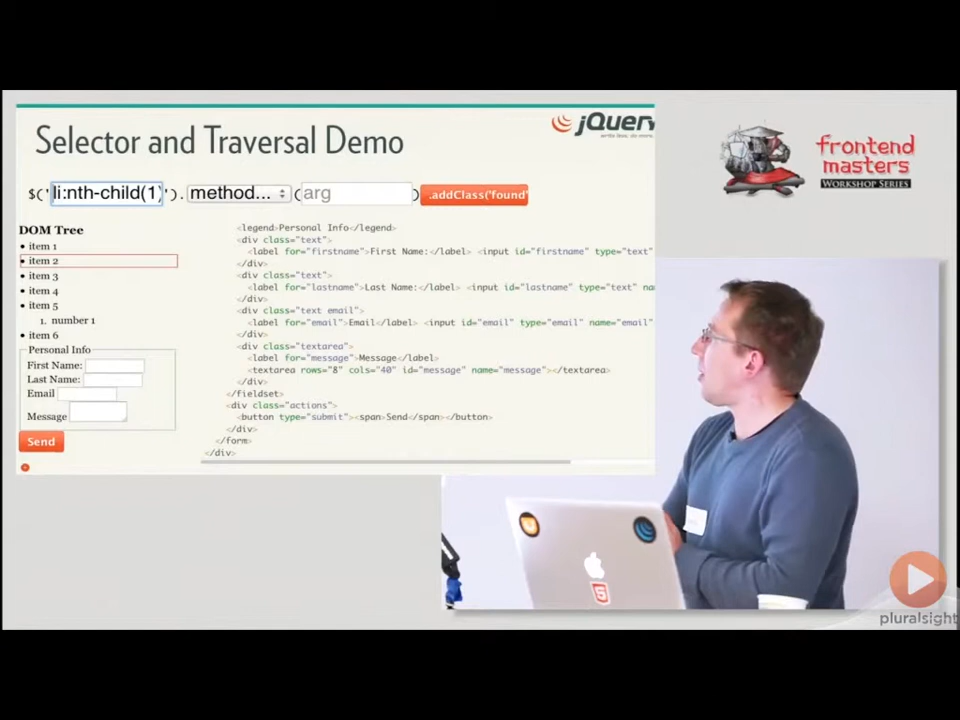 Selector and Traversal Demo
jQuery
write less, do more.
$('li:nth-child(1)').method...(arg).addClass('found'
DOM Tree
item 1
item 2
item 3
item 4
item 5
1. number 1
item 6
Personal Info
First Name:
Last Name:
Email
Message
Send
<legend>Personal Info</legend>
<div class="text">
<label for="firstname">First Name:</label> <input id="firstname" type="text"
</div>
<div class="text">
<label for="lastname">Last Name:</label> <input id="lastname" type="text" na
</div>
<div class="text email">
<label for="email">Email</label> <input id="email" type="email" name="email"
</div>
<div class="textarea">
<label for="message">Message</label>
<textarea rows="8" cols="40" id="message" name="message"></textarea>
</div>
</fieldset>
<div class="actions">
<button type="submit"><span>Send</span></button>
</div>
</form>
</div>
frontend
masters
WORKSHOP SERIES
5
pluralsight